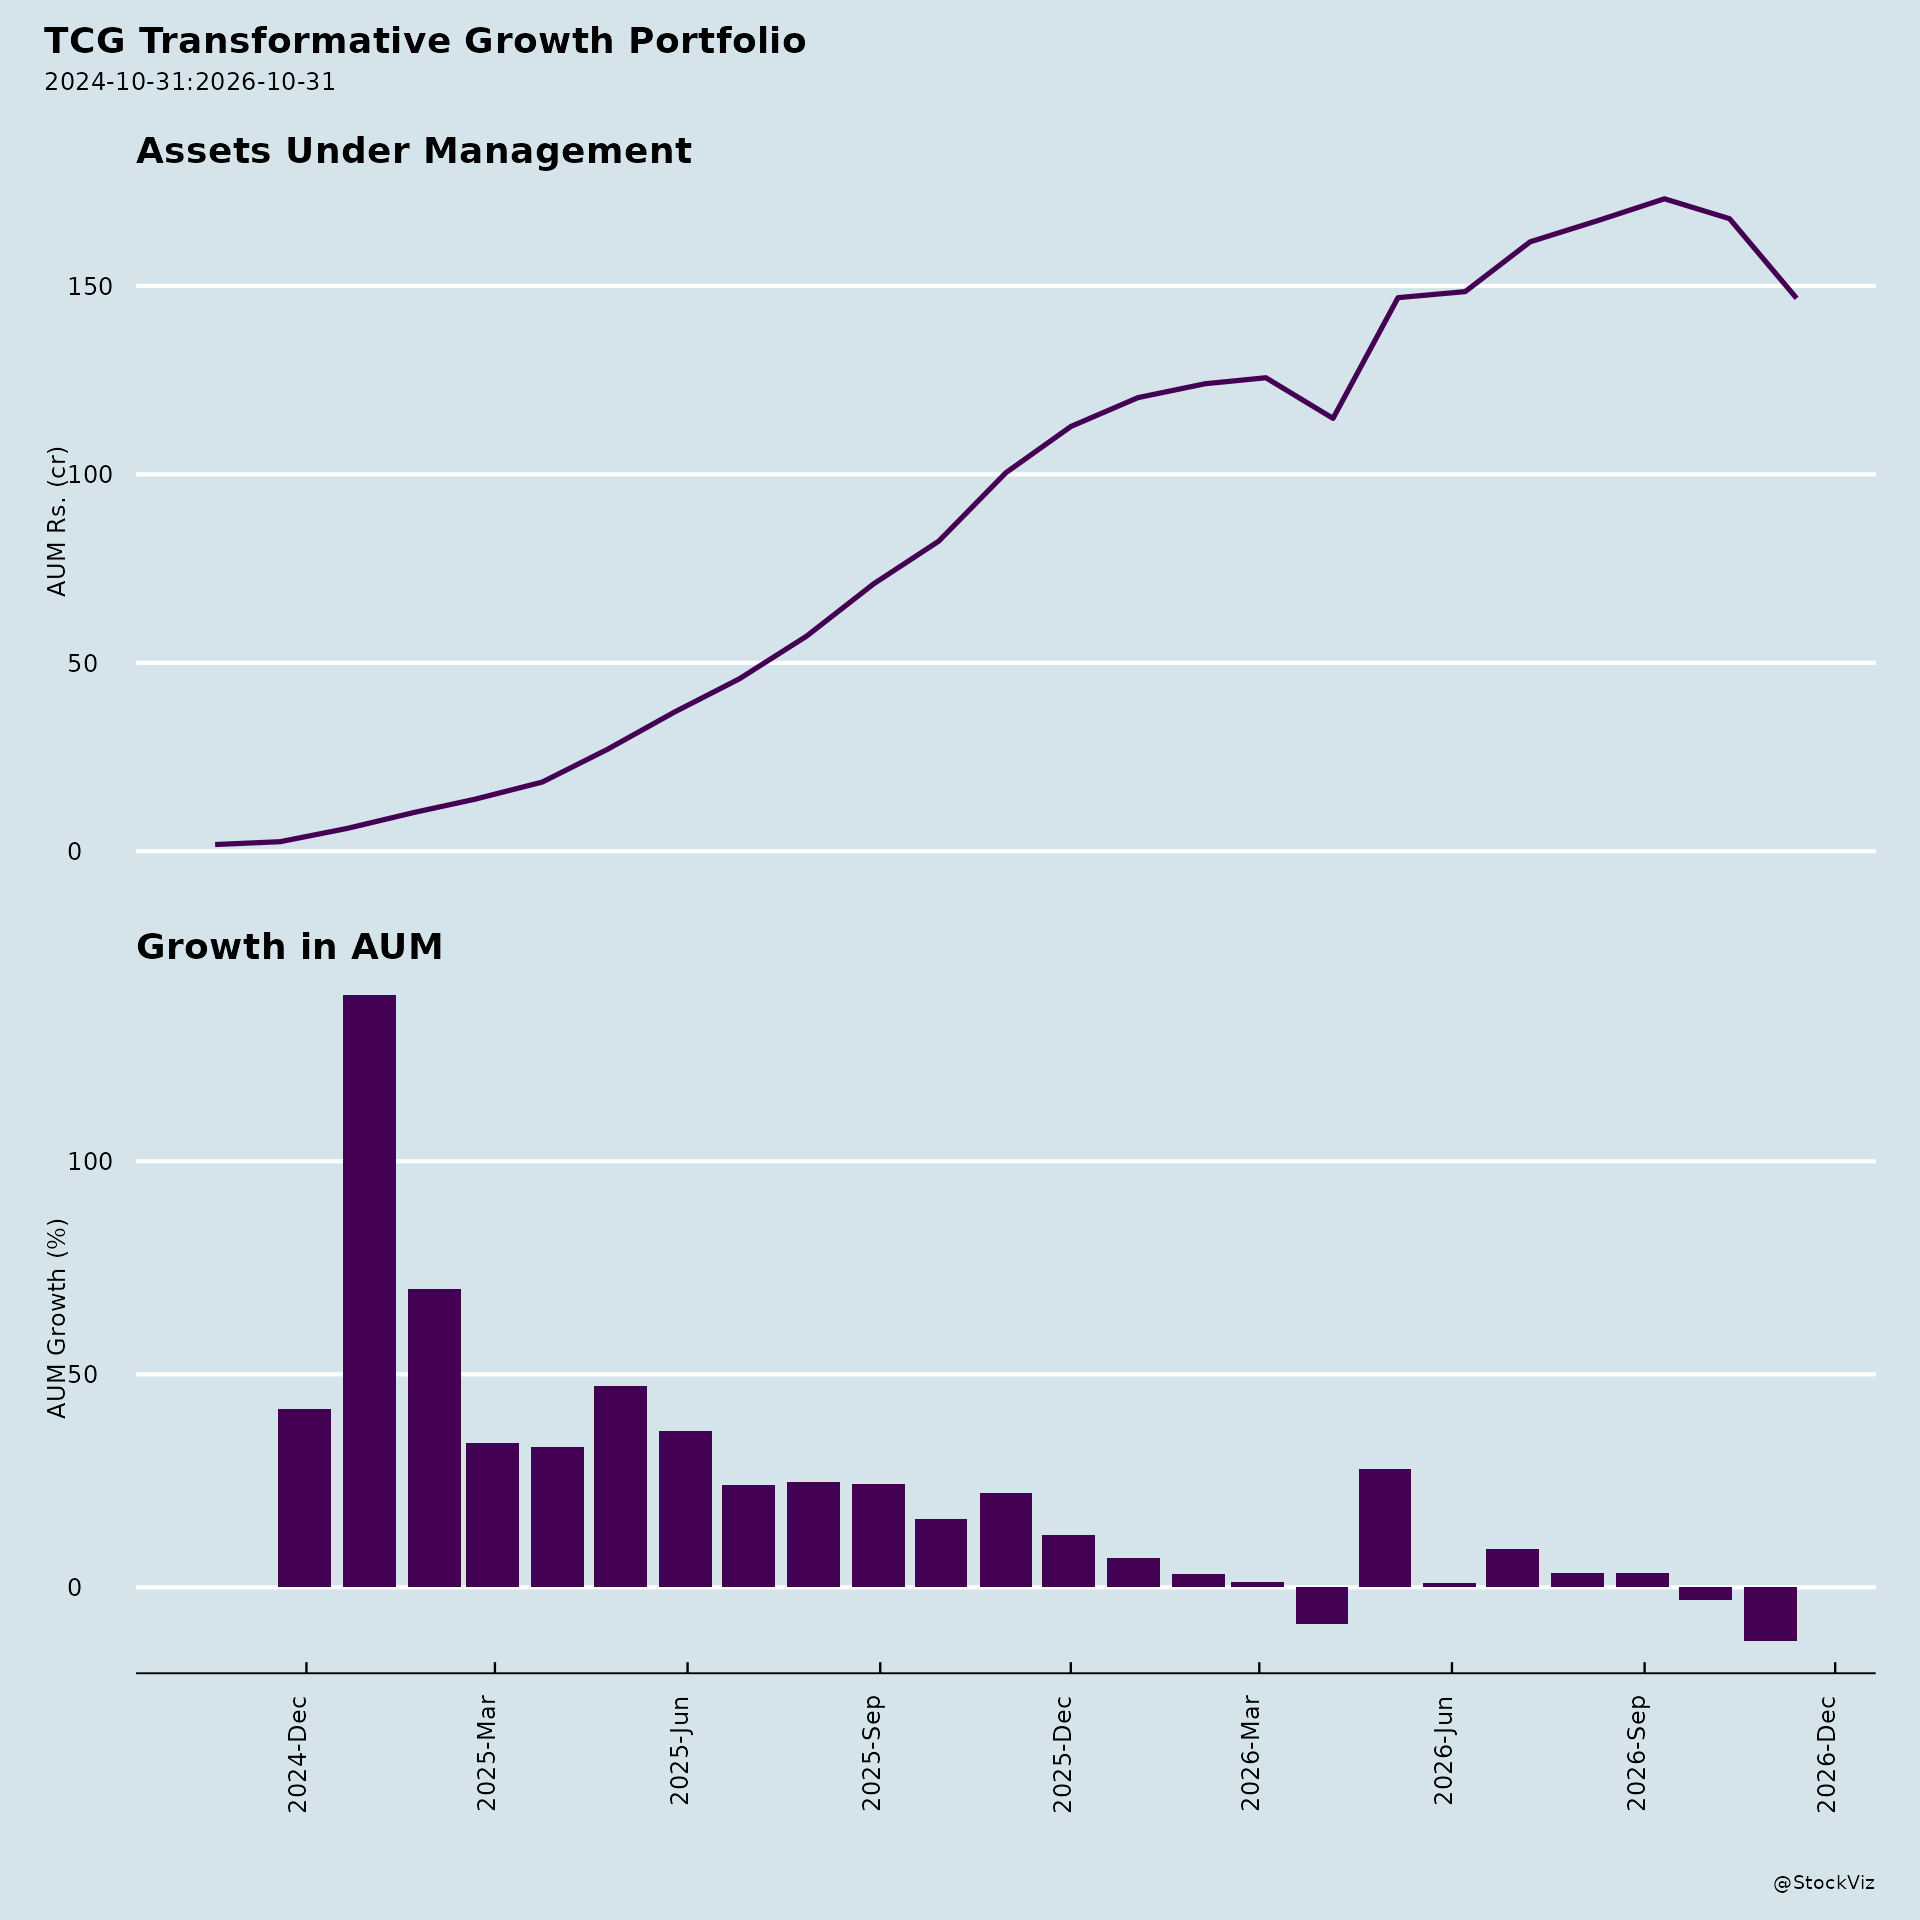 TCG Transformative Growth Portfolio
2024-10-31:2026-10-31
Assets Under Management
AUM Rs. (cr)
150
100
50
0
Growth in AUM
AUM Growth (%)
100
50
0
2024-Dec
2025-Mar
2025-Jun
2025-Sep
2025-Dec
2026-Mar
2026-Jun
2026-Sep
2026-Dec
@StockViz